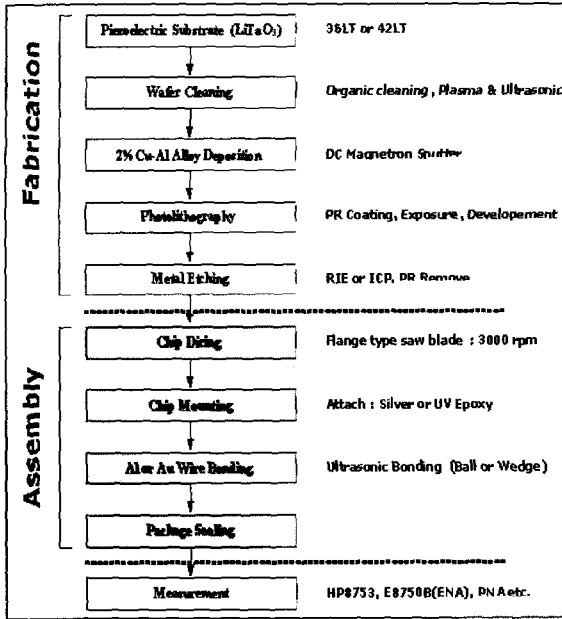 Fabrication
Piezoelectric Substrate (LiTaO₃) 36LT or 42LT
Wafer Cleaning Organic cleaning, Plasma & Ultrasonic
2% Cu-Al Alloy Deposition DC Magnetron Sputter
Photolithography PR Coating, Exposure, Developement
Metal Etching RIE or ICP, PR Remove
Assembly
Chip Dicing Flange type saw blade : 3000 rpm
Chip Mounting Attach : Silver or UV Epoxy
Al or Au Wire Bonding Ultrasonic Bonding (Ball or Wedge)
Package Sealing
Measurement HP8753, E8750B(ENA), PNA etc.